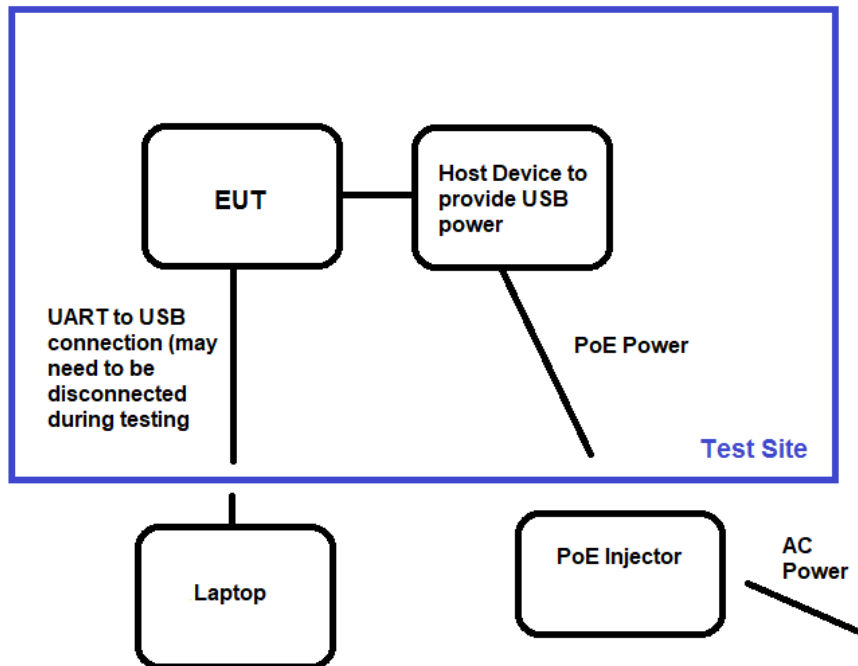 EUT
Host Device to
provide USB
power
UART to USB
connection (may
need to be
disconnected
during testing
PoE Power
Test Site
Laptop
PoE Injector
AC
Power